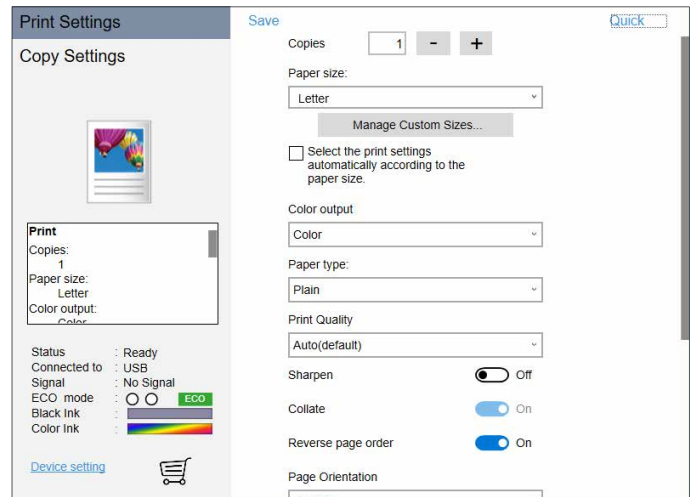 Print Settings
Copy Settings
Print
Copies:
1
Paper size:
Letter
Color output:
Color
Status : Ready
Connected to : USB
Signal : No Signal
ECO mode : ECO
Black Ink :
Color Ink :
Device setting
Save
Quick
Copies 1 - +
Paper size:
Letter
Manage Custom Sizes...
Select the print settings
automatically according to the
paper size.
Color output
Color
Paper type:
Plain
Print Quality
Auto(default)
Sharpen Off
Collate On
Reverse page order On
Page Orientation